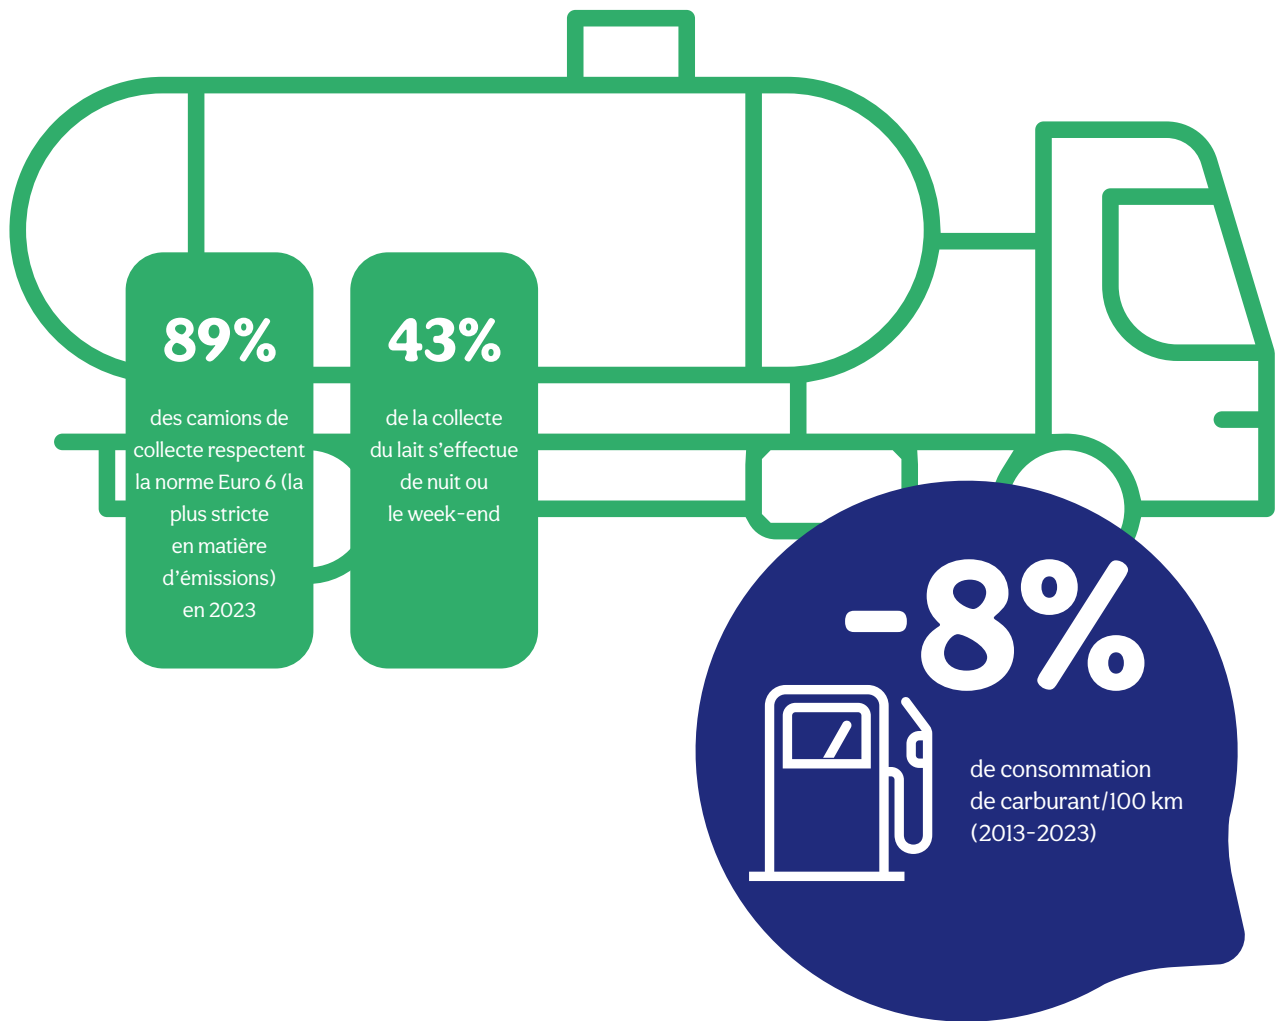 89%
des camions de
collecte respectent
la norme Euro 6 (la
plus stricte
en matière
d’émissions)
en 2023
43%
de la collecte
du lait s’effectue
de nuit ou
le week-end
-8%
de consommation
de carburant/100 km
(2013-2023)